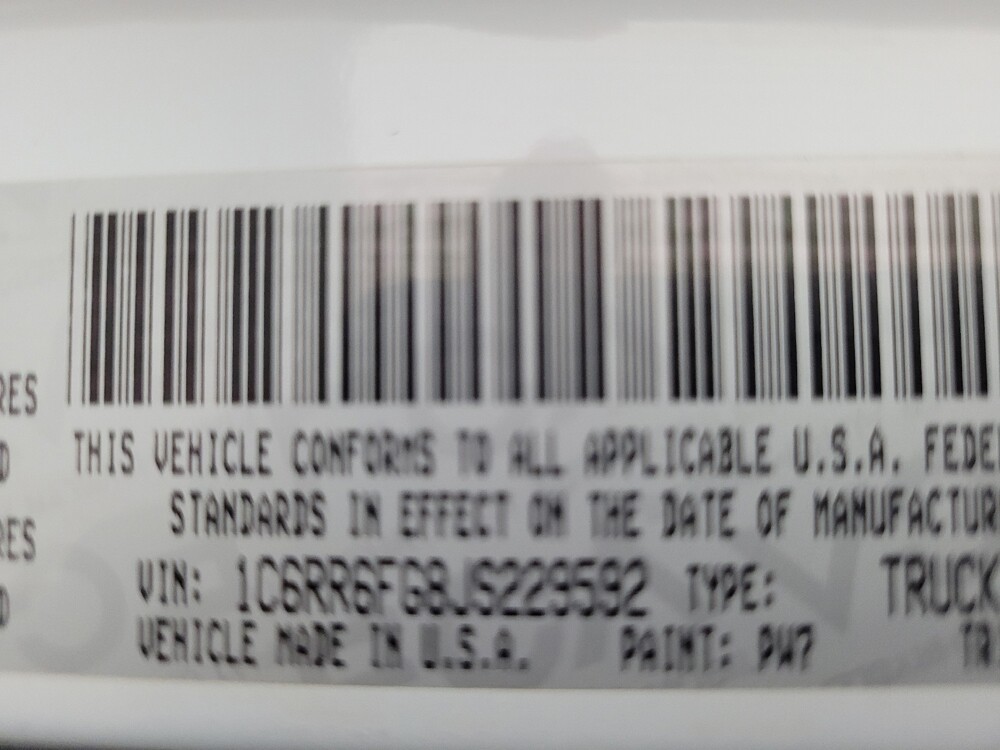 RES
THIS VEHICLE CONFORMS TO ALL APPLICABLE U.S.A. FEDE
D
STANDARDS IN EFFECT ON THE DATE OF MANUFACTUR
RES
VIN: 1C6RR6FG8JS229592 TYPE: TRUCK
D
VEHICLE MADE IN U.S.A. PAINT: PW7 TR